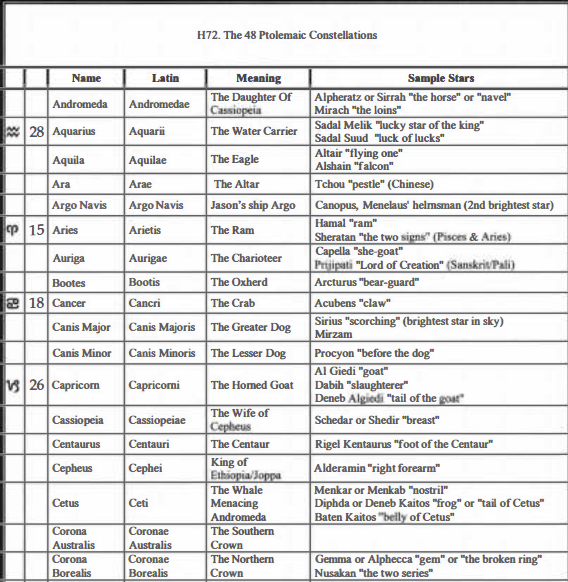 H72. The 48 Ptolemaic Constellations
Name Latin Meaning Sample Stars
Andromeda Andromedae The Daughter Of Cassiopeia Alpheratz or Sirrah "the horse" or "navel"
Mirach "the loins"
♒ 28 Aquarius Aquarii The Water Carrier Sadal Melik "lucky star of the king"
Sadal Suud "luck of lucks"
Aquila Aquilae The Eagle Altair "flying one"
Alshain "falcon"
Ara Arae The Altar Tchou "pestle" (Chinese)
Argo Navis Argo Navis Jason's ship Argo Canopus, Menelaus' helmsman (2nd brightest star)
♈ 15 Aries Arietis The Ram Hamal "ram"
Sheratan "the two signs" (Pisces & Aries)
Auriga Aurigae The Charioteer Capella "she-goat"
Prijipati "Lord of Creation" (Sanskrit/Pali)
Bootes Bootis The Oxherd Arcturus "bear-guard"
♋ 18 Cancer Cancri The Crab Acubens "claw"
Canis Major Canis Majoris The Greater Dog Sirius "scorching" (brightest star in sky)
Mirzam
Canis Minor Canis Minoris The Lesser Dog Procyon "before the dog"
♑ 26 Capricorn Capricorni The Horned Goat Al Giedi "goat"
Dabih "slaughterer"
Deneb Algiedi "tail of the goat"
Cassiopeia Cassiopeiae The Wife of Cepheus Schedar or Shedir "breast"
Centaurus Centauri The Centaur Rigel Kentaurus "foot of the Centaur"
Cepheus Cephei King of Ethiopia/Joppa Alderamin "right forearm"
Cetus Ceti The Whale Menacing Andromeda Menkar or Menkab "nostril"
Diphda or Deneb Kaitos "frog" or "tail of Cetus"
Baten Kaitos "belly of Cetus"
Corona Australis Coronae Australis The Southern Crown
Corona Borealis Coronae Borealis The Northern Crown Gemma or Alphecca "gem" or "the broken ring"
Nusakan "the two series"